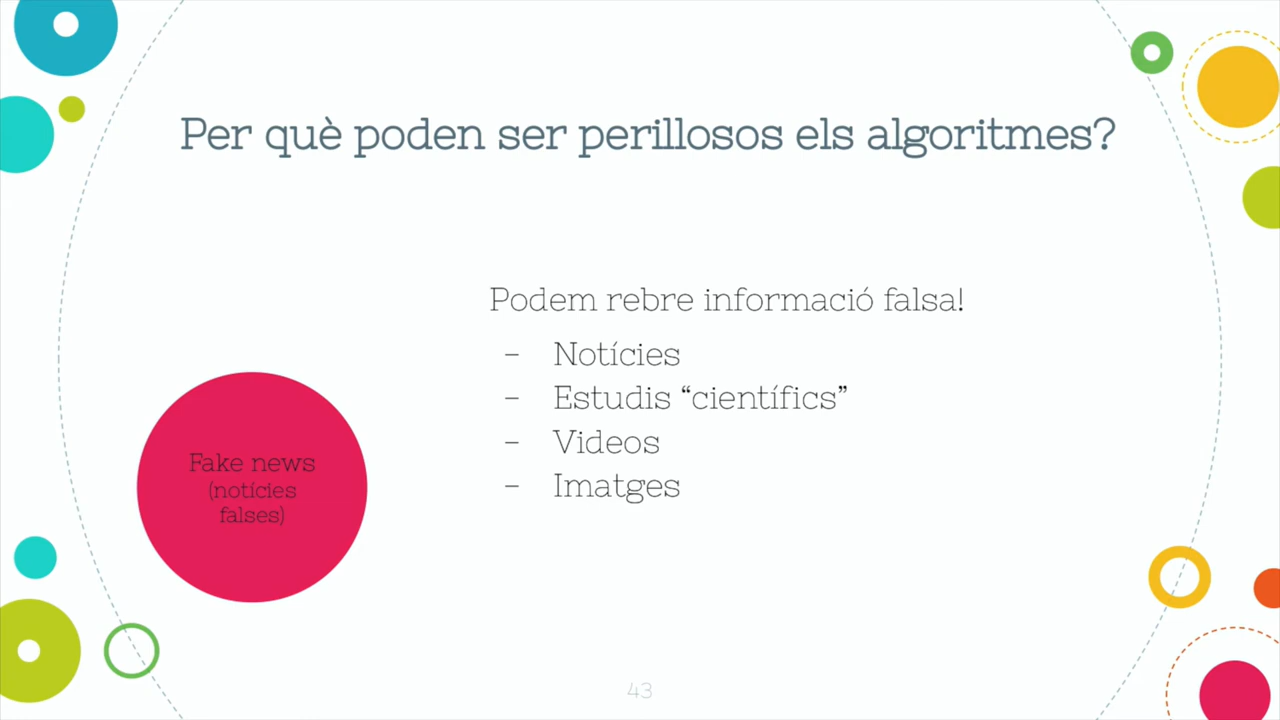 Per què poden ser perillosos els algoritmes?
Podem rebre informació falsa!
- Notícies
- Estudis “científics”
- Videos
- Imatges
Fake news
(notícies
falses)
43